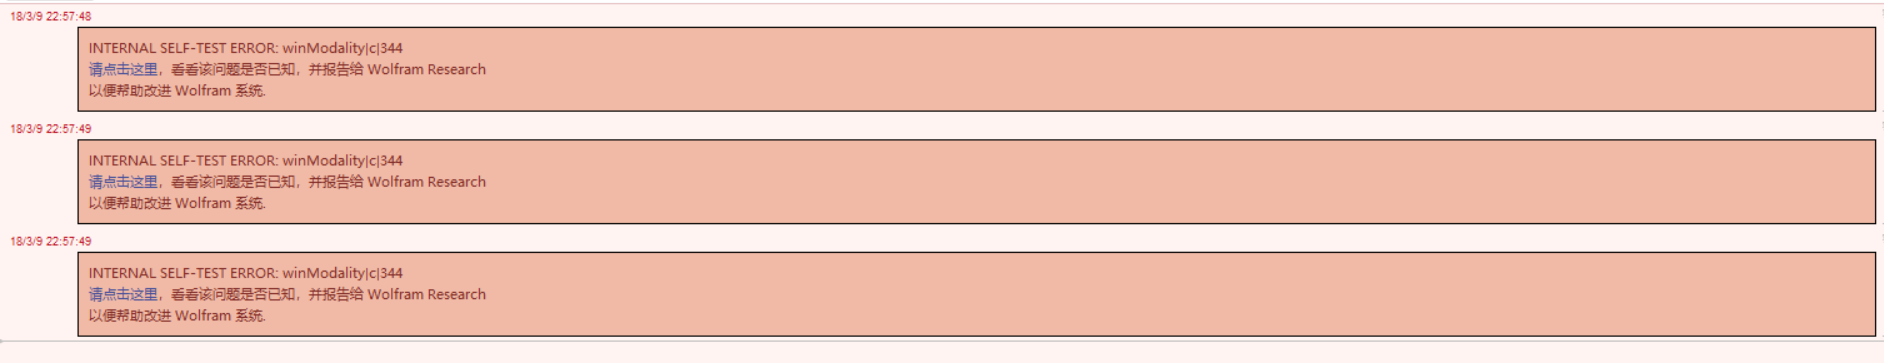 18/3/9 22:57:48
INTERNAL SELF-TEST ERROR: winModality|c|344
请点击这里，看看该问题是否已知，并报告给 Wolfram Research
以便帮助改进 Wolfram 系统.
18/3/9 22:57:49
INTERNAL SELF-TEST ERROR: winModality|c|344
请点击这里，看看该问题是否已知，并报告给 Wolfram Research
以便帮助改进 Wolfram 系统.
18/3/9 22:57:49
INTERNAL SELF-TEST ERROR: winModality|c|344
请点击这里，看看该问题是否已知，并报告给 Wolfram Research
以便帮助改进 Wolfram 系统.